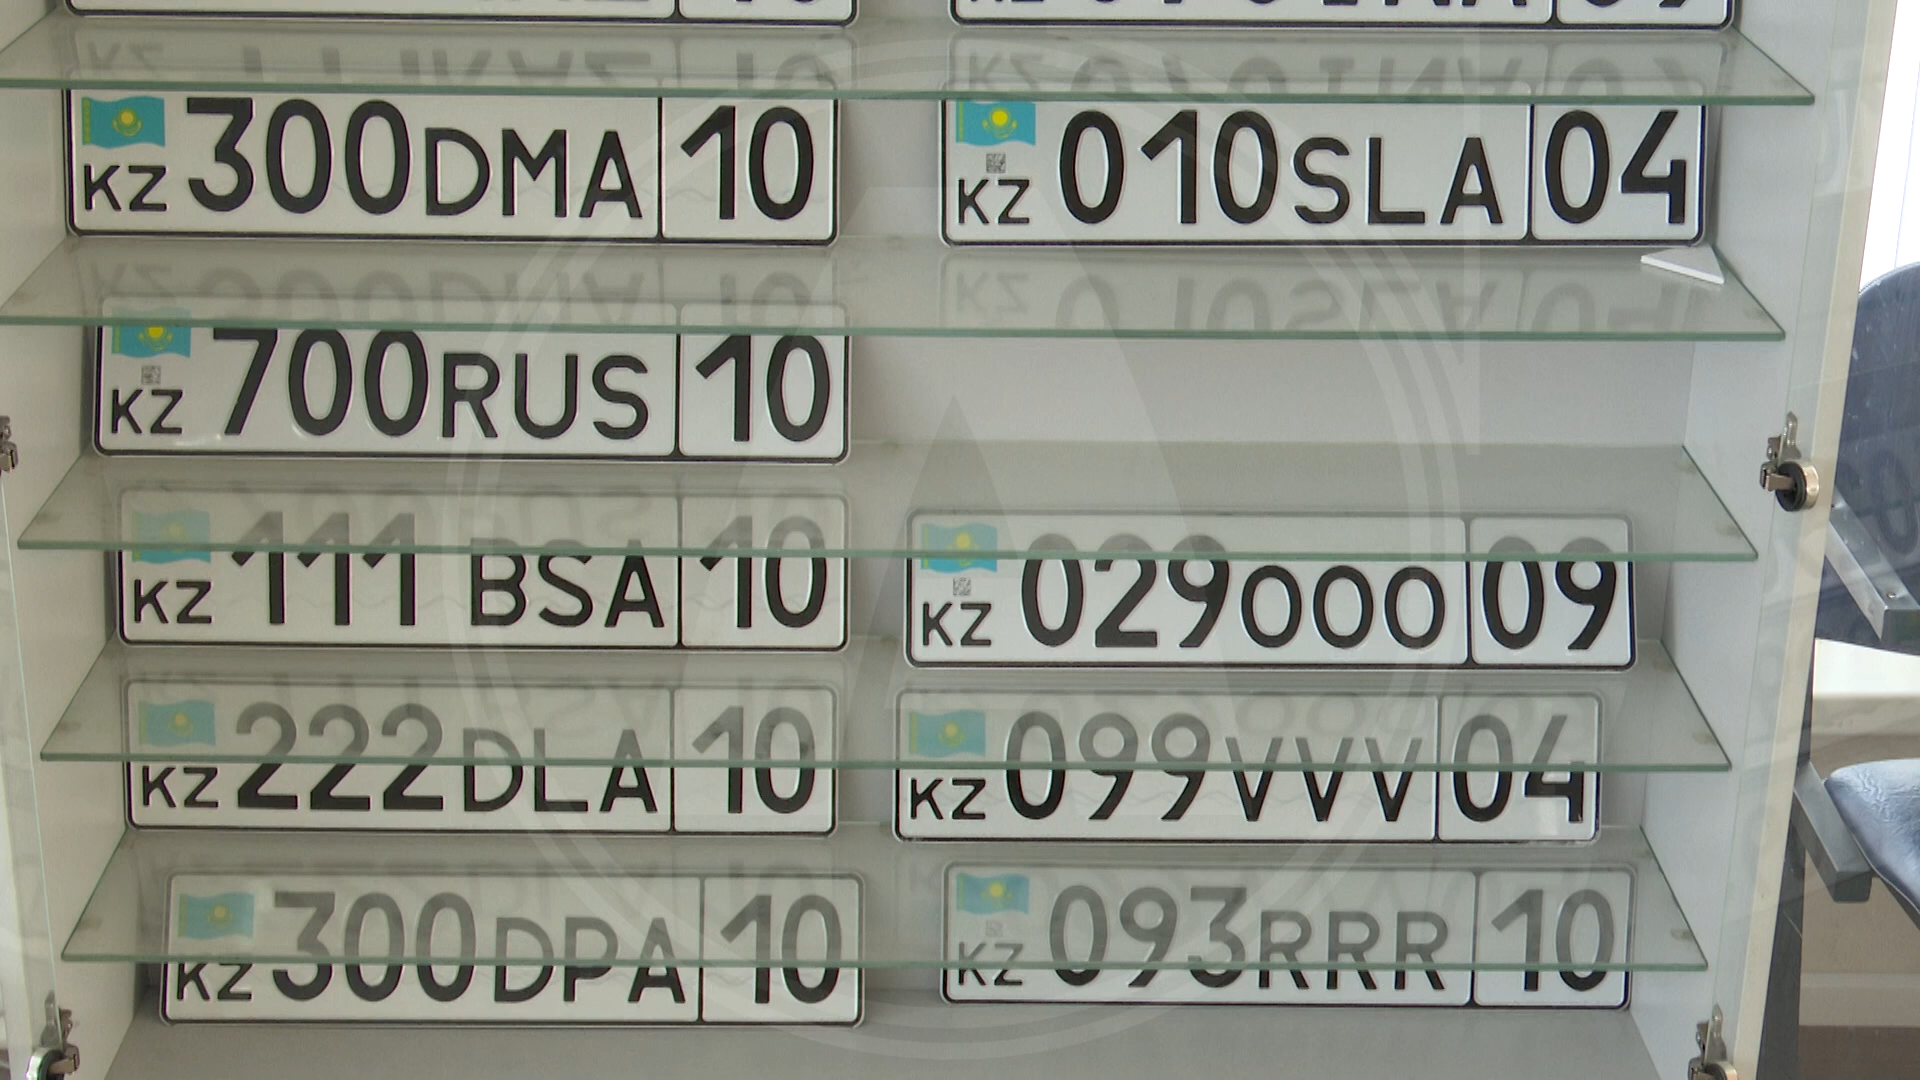 KZ 300DMA 10
KZ 010SLA 04
KZ 700RUS 10
KZ 111 BSA 10
KZ 029OOO 09
KZ 222DLA 10
KZ 099VVV 04
KZ 300DPA 10
KZ 093RRR 10